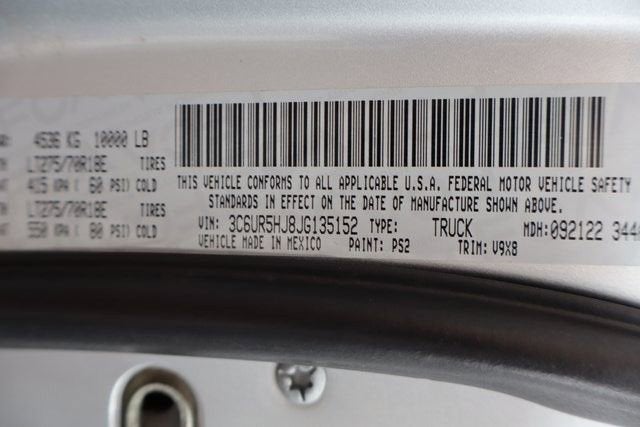 4536 KG 10000 LB
LT275/70R18E TIRES
415 KPA ( 60 PSI) COLD
LT275/70R18E TIRES
550 KPA ( 80 PSI) COLD
THIS VEHICLE CONFORMS TO ALL APPLICABLE U.S.A. FEDERAL MOTOR VEHICLE SAFETY
STANDARDS IN EFFECT ON THE DATE OF MANUFACTURE SHOWN ABOVE.
VIN: 3C6UR5HJ8JG135152 TYPE: TRUCK MDH: 092122 344
VEHICLE MADE IN MEXICO PAINT: PS2 TRIM: V9X8